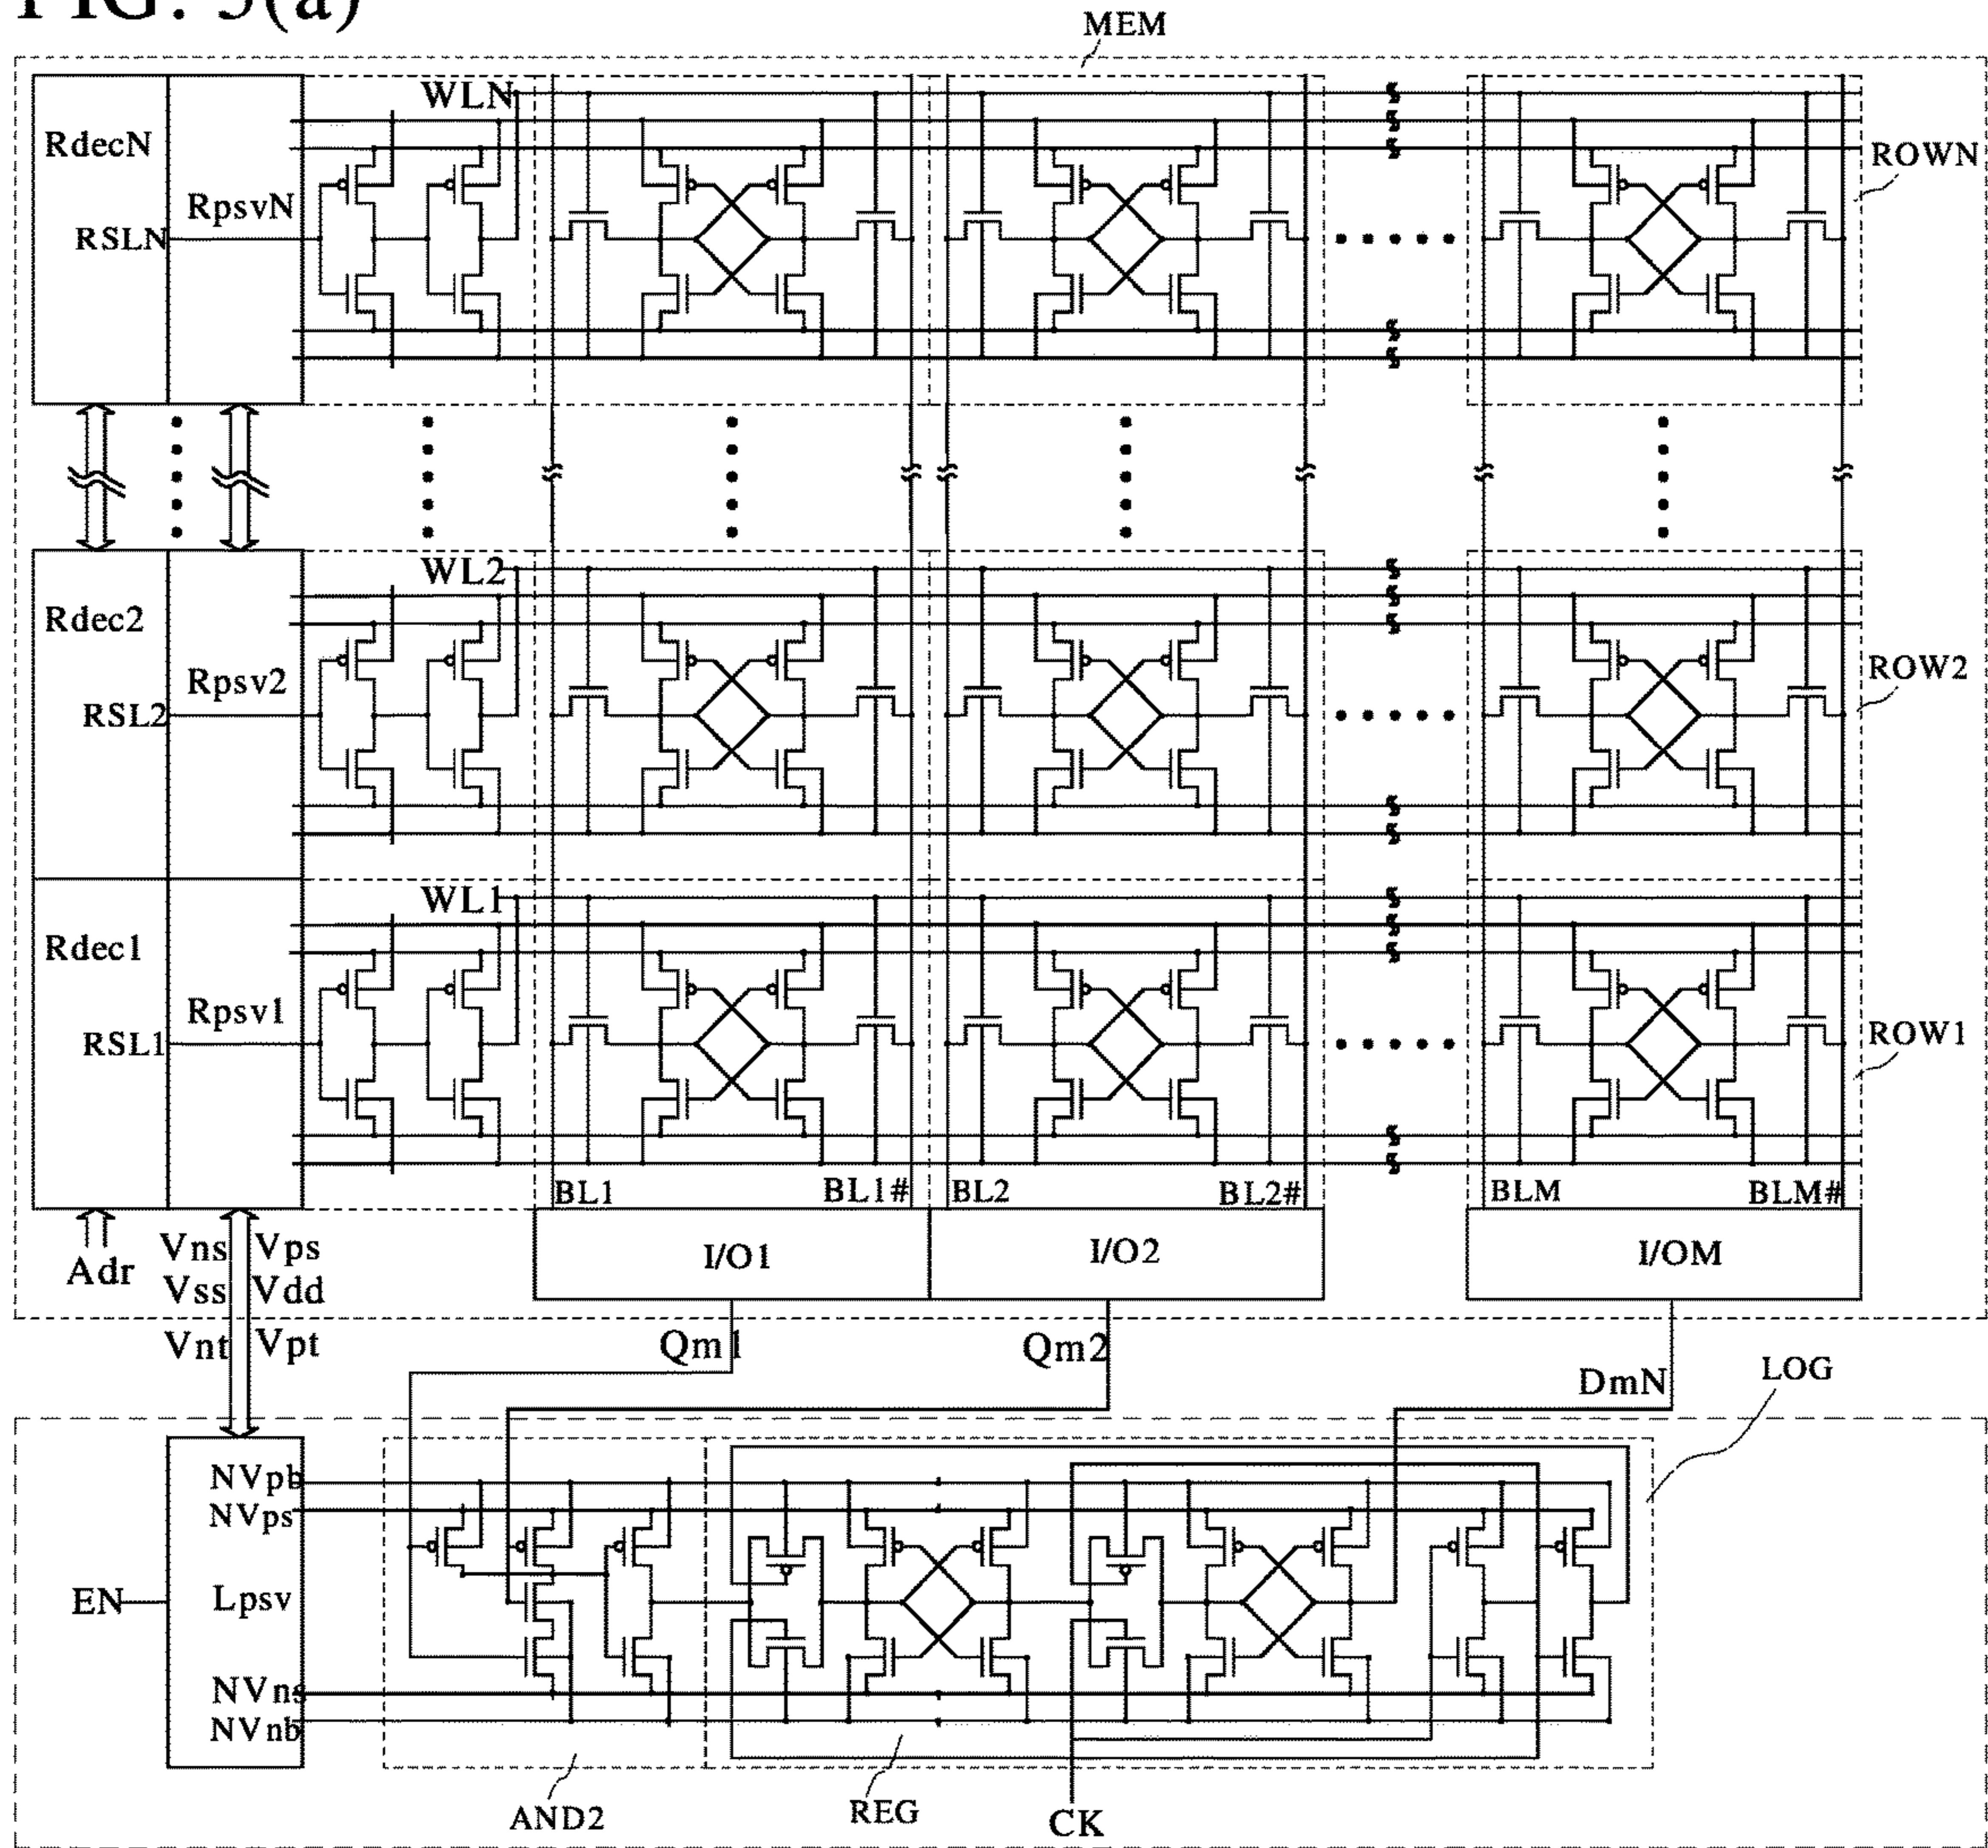 FIG. 5(a)
MEM
WLN
RdecN
ROWN
RpsvN
RSLN
WL2
Rdec2
ROW2
Rpsv2
RSL2
WL1
Rdec1
Rpsv1
ROW1
RSL1
BL1 BL1# BL2 BL2# BLM BLM#
Vns Vps
I/O1 I/O2 I/OM
Adr
Vss Vdd
Vnt Vpt
Qm1 Qm2
DmN
LOG
NVpb
NVps
EN
Lpsv
NVns
NVnb
AND2
REG
CK